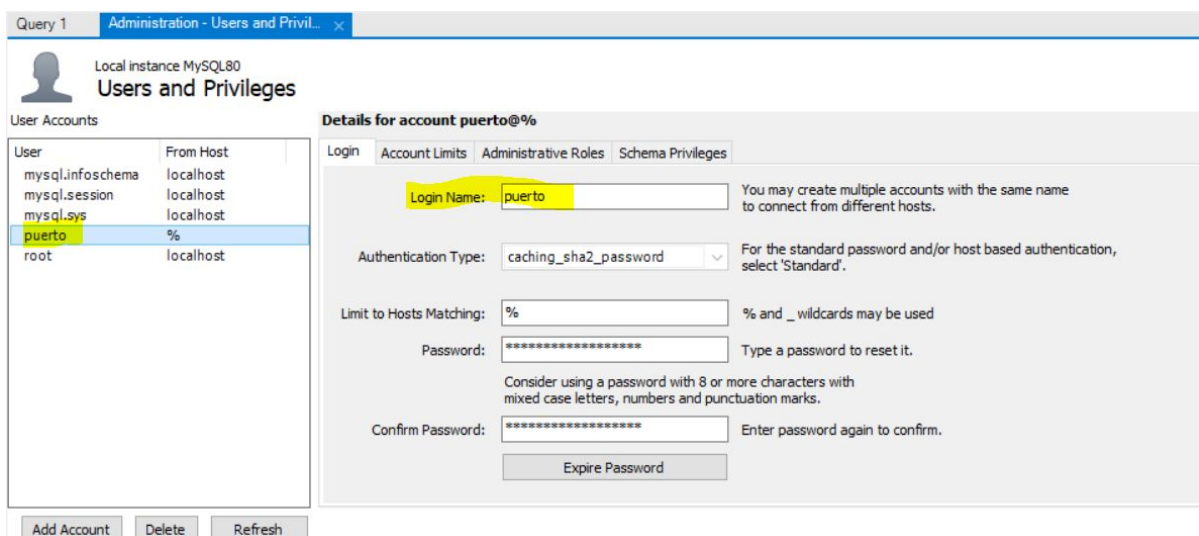 Query 1
Administration - Users and Privil...
Local instance MySQL80
Users and Privileges
User Accounts
User From Host
mysql.infoschema localhost
mysql.session localhost
mysql.sys localhost
puerto %
root localhost
Add Account Delete Refresh
Details for account puerto@%
Login Account Limits Administrative Roles Schema Privileges
Login Name: puerto You may create multiple accounts with the same name
to connect from different hosts.
Authentication Type: caching_sha2_password For the standard password and/or host based authentication,
select 'Standard'.
Limit to Hosts Matching: % % and _ wildcards may be used
Password: ****************** Type a password to reset it.
Consider using a password with 8 or more characters with
mixed case letters, numbers and punctuation marks.
Confirm Password: ****************** Enter password again to confirm.
Expire Password